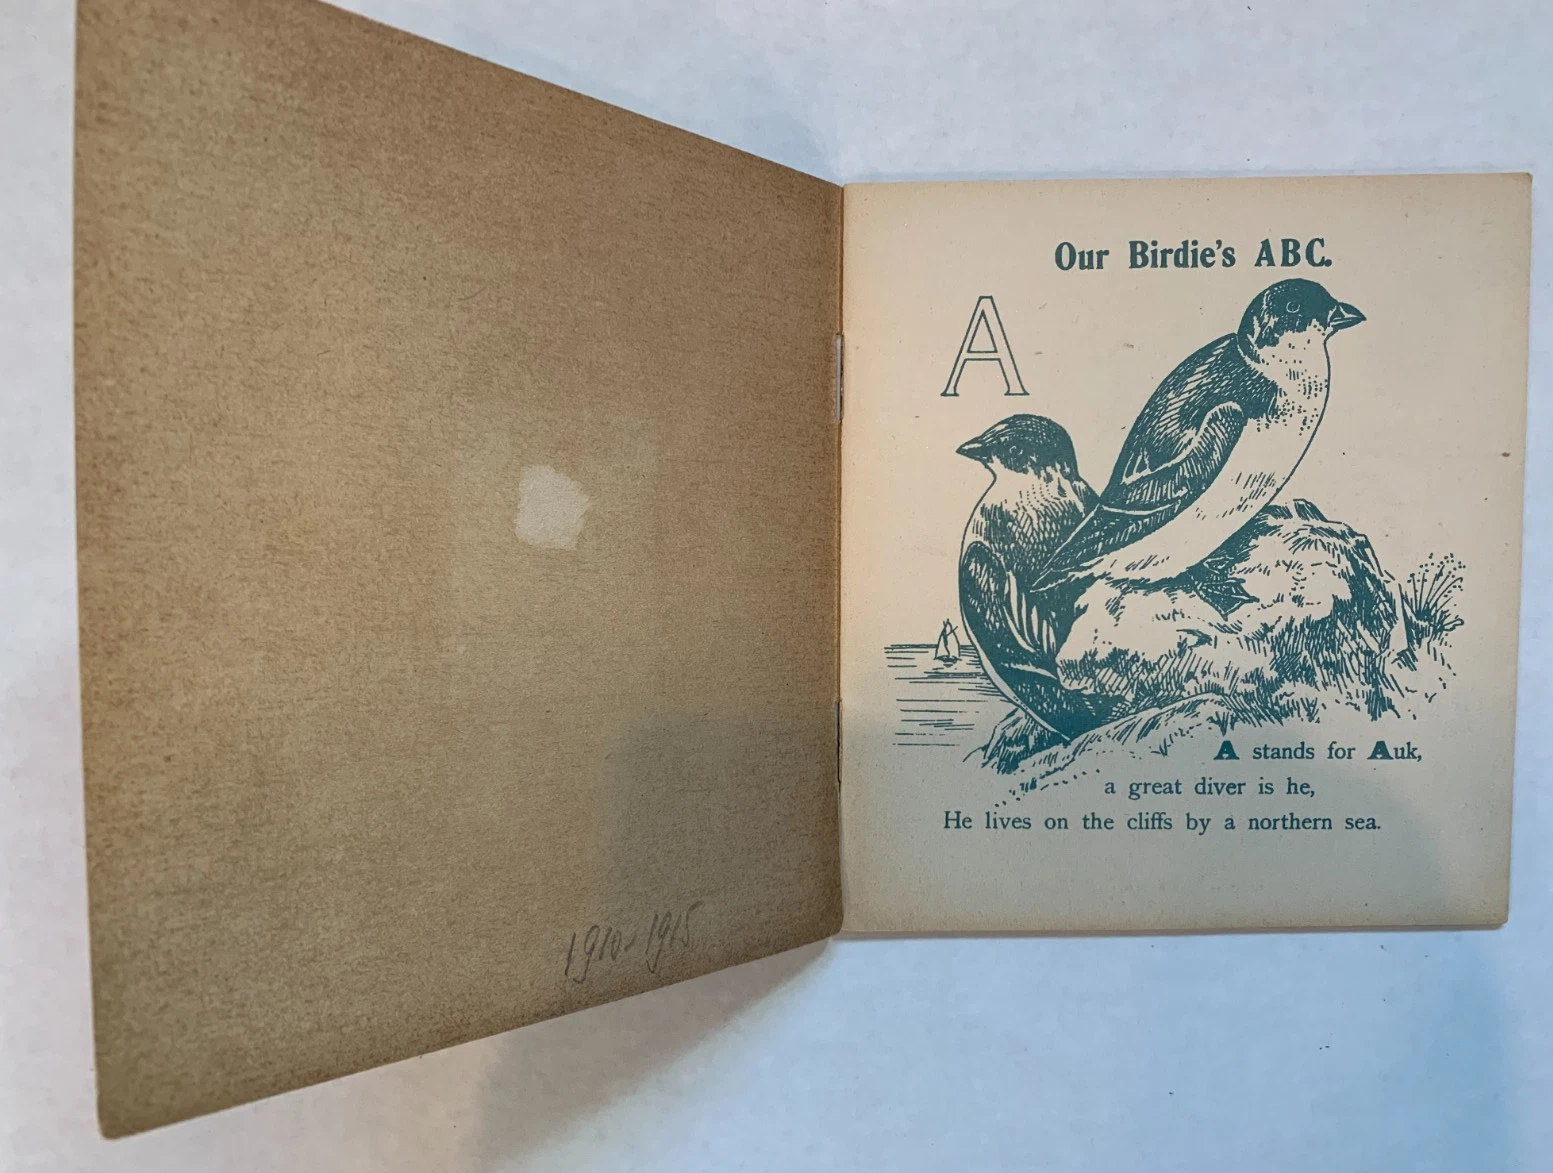 1910-1915
Our Birdie's ABC.
A
A stands for Auk,
a great diver is he,
He lives on the cliffs by a northern sea.